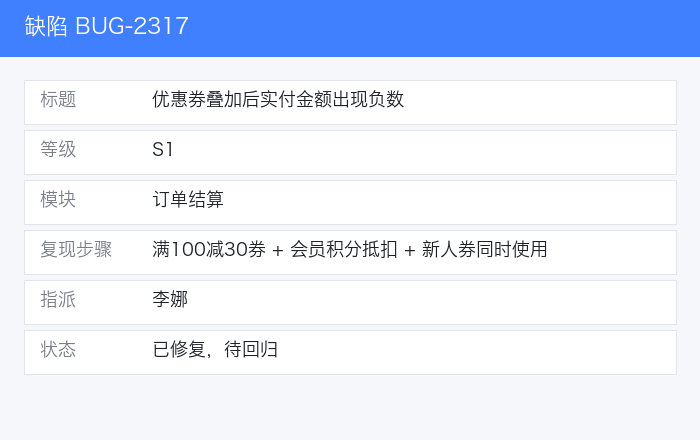 缺陷 BUG-2317
标题 优惠券叠加后实付金额出现负数
等级 S1
模块 订单结算
复现步骤 满100减30券 + 会员积分抵扣 + 新人券同时使用
指派 李娜
状态 已修复，待回归